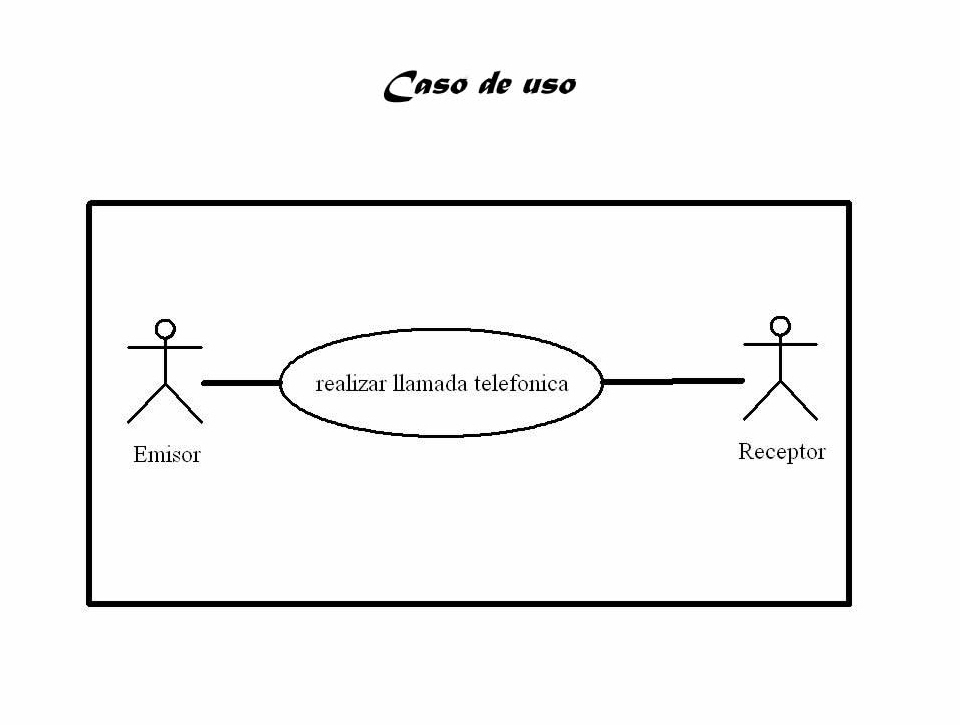 Caso de uso
realizar llamada telefonica
Emisor
Receptor